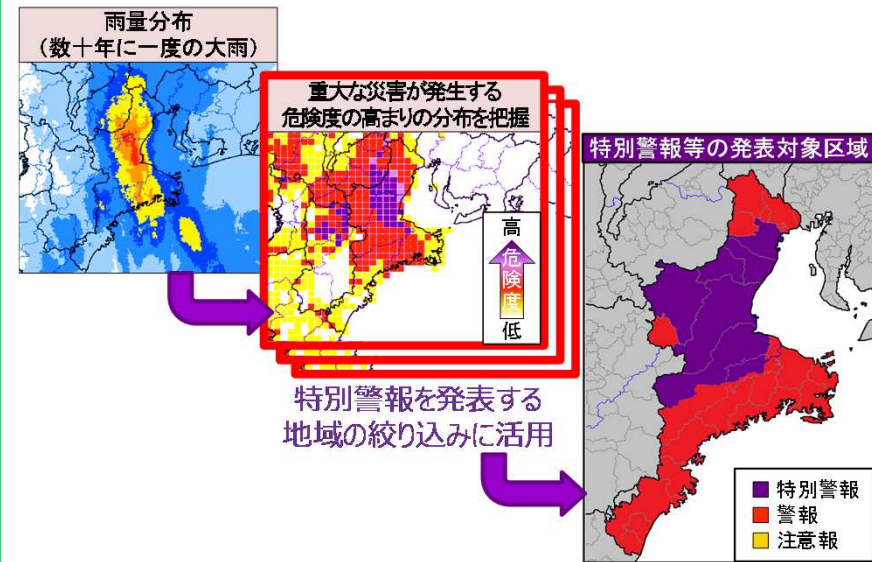 雨量分布
(数十年に一度の大雨)
重大な災害が発生する
危険度の高まりの分布を把握
高
危険度
低
特別警報を発表する
地域の絞り込みに活用
特別警報等の発表対象区域
特別警報
警報
注意報